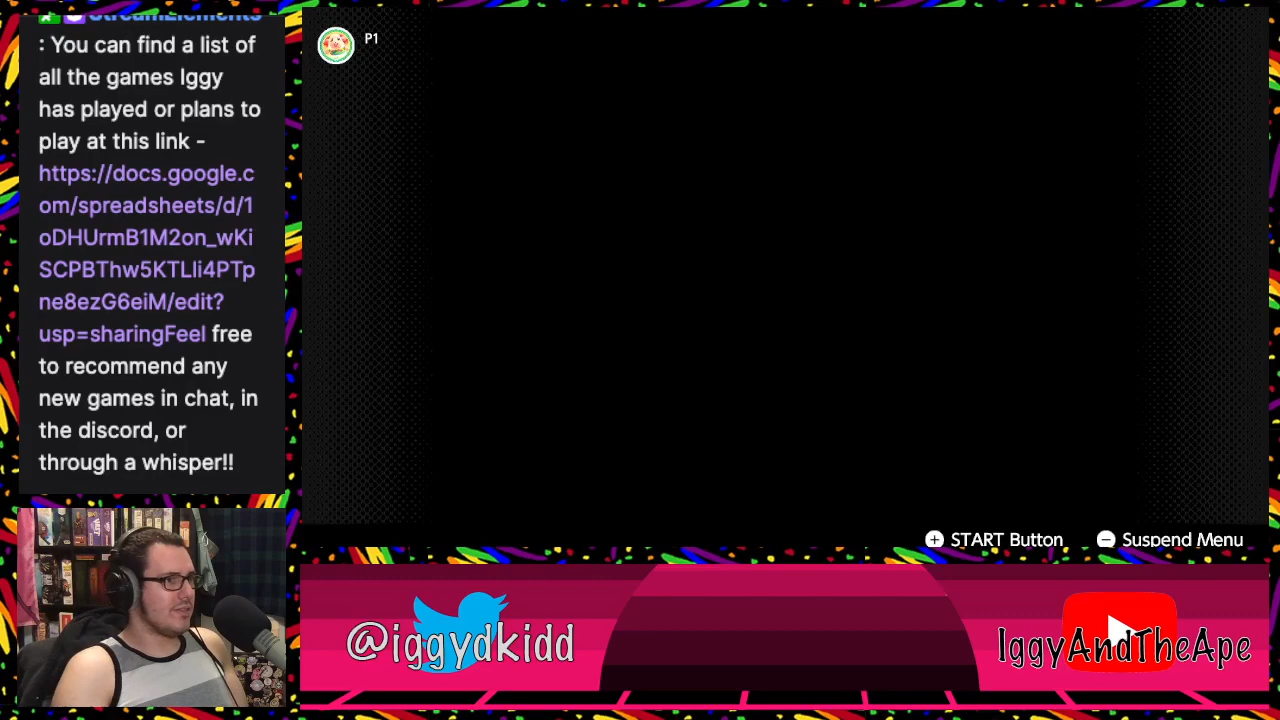 StreamElements
: You can find a list of
all the games Iggy
has played or plans to
play at this link -
https://docs.google.c
om/spreadsheets/d/1
oDHUrmB1M2on_wKi
SCPBThw5KTLli4PTp
ne8ezG6eiM/edit?
usp=sharingFeel free
to recommend any
new games in chat, in
the discord, or
through a whisper!!
P1
START Button
Suspend Menu
@iggydkidd
IggyAndTheApe